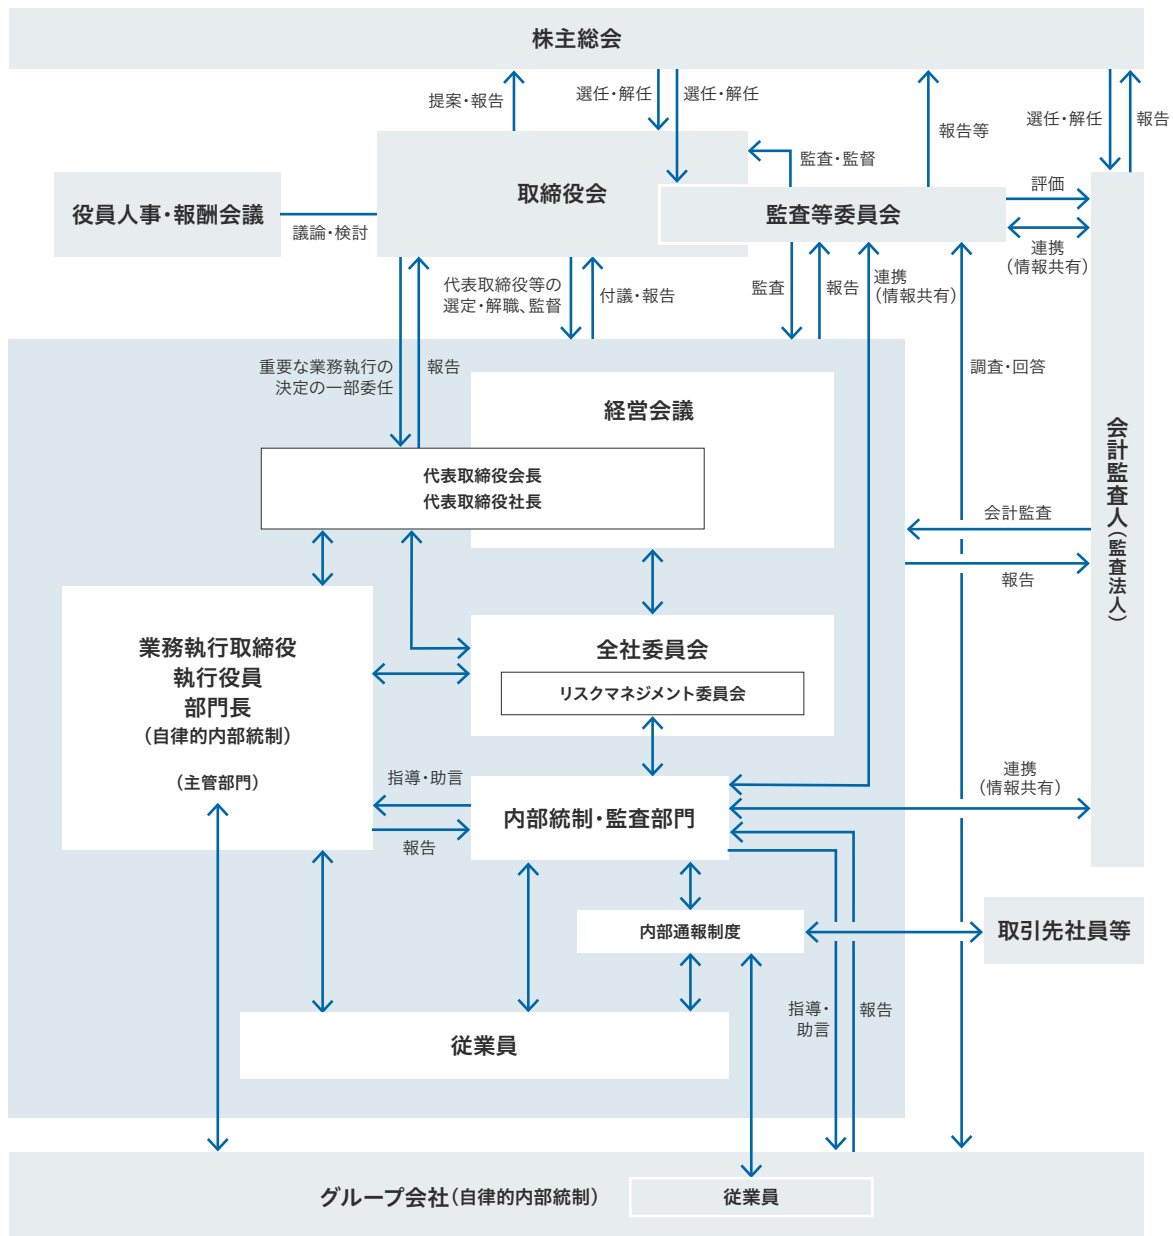 株主総会
提案・報告
選任・解任
選任・解任
報告等
選任・解任
報告
監査・監督
取締役会
役員人事・報酬会議
議論・検討
監査等委員会
評価
連携
（情報共有）
代表取締役等の
選定・解職、監督
付議・報告
監査
報告
連携
（情報共有）
重要な業務執行の
決定の一部委任
報告
調査・回答
経営会議
代表取締役会長
代表取締役社長
会計監査人（監査法人）
会計監査
報告
業務執行取締役
執行役員
部門長
（自律的内部統制）
（主管部門）
全社委員会
リスクマネジメント委員会
指導・助言
報告
内部統制・監査部門
連携
（情報共有）
内部通報制度
取引先社員等
指導・
助言
報告
従業員
グループ会社（自律的内部統制）
従業員